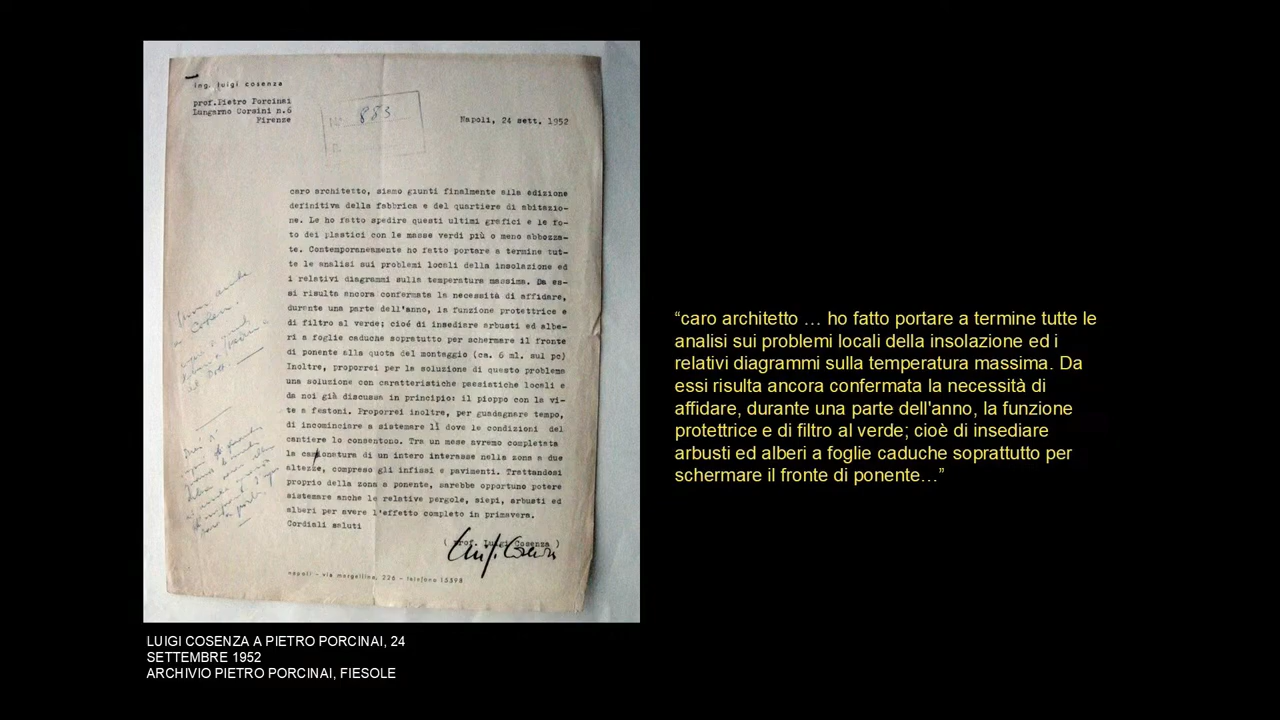 ing. luigi cosenza
prof.Pietro Porcinai
Lungarno Corsini n.6
Firenze
883
Napoli, 24 sett. 1952
caro architetto, siamo giunti finalmente alla edizione
definitiva della fabbrica e del quartiere di abitazio-
ne. Le ho fatto spedire questi ultimi grafici e le fo-
to dei plastici con le masse verdi più o meno abbozza-
te. Contemporaneamente ho fatto portare a termine tut-
te le analisi sui problemi locali della insolazione ed
i relativi diagrammi sulla temperatura massima. Da es-
si risulta ancora confermata la necessità di affidare,
durante una parte dell'anno, la funzione protettrice e
di filtro al verde; cioé di insediare arbusti ed albe-
ri a foglie caduche sopratutto per schermare il fronte
di ponente alla quota del montaggio (ca. 6 ml. sul pc)
Inoltre, proporrei per la soluzione di questo problema
una soluzione con caratteristiche paesistiche locali e
da noi già discussa in principio: il pioppo con la vi-
te a festoni. Proporrei inoltre, per guadagnare tempo,
di incominciare a sistemare lì dove le condizioni del
cantiere lo consentono. Tra un mese avremo completata
la campionatura di un intero interasse nella zona a due
altezze, compreso gli infissi e pavimenti. Trattandosi
proprio della zona a ponente, sarebbe opportuno potere
sistemare anche le relative pergole, siepi, arbusti ed
alberi per avere l'effetto completo in primavera.
Cordiali saluti
( prof. Luigi Cosenza )
napoli - via mergellina, 226 - telefono 13398
“caro architetto … ho fatto portare a termine tutte le
analisi sui problemi locali della insolazione ed i
relativi diagrammi sulla temperatura massima. Da
essi risulta ancora confermata la necessità di
affidare, durante una parte dell'anno, la funzione
protettrice e di filtro al verde; cioè di insediare
arbusti ed alberi a foglie caduche soprattutto per
schermare il fronte di ponente…”
LUIGI COSENZA A PIETRO PORCINAI, 24
SETTEMBRE 1952
ARCHIVIO PIETRO PORCINAI, FIESOLE